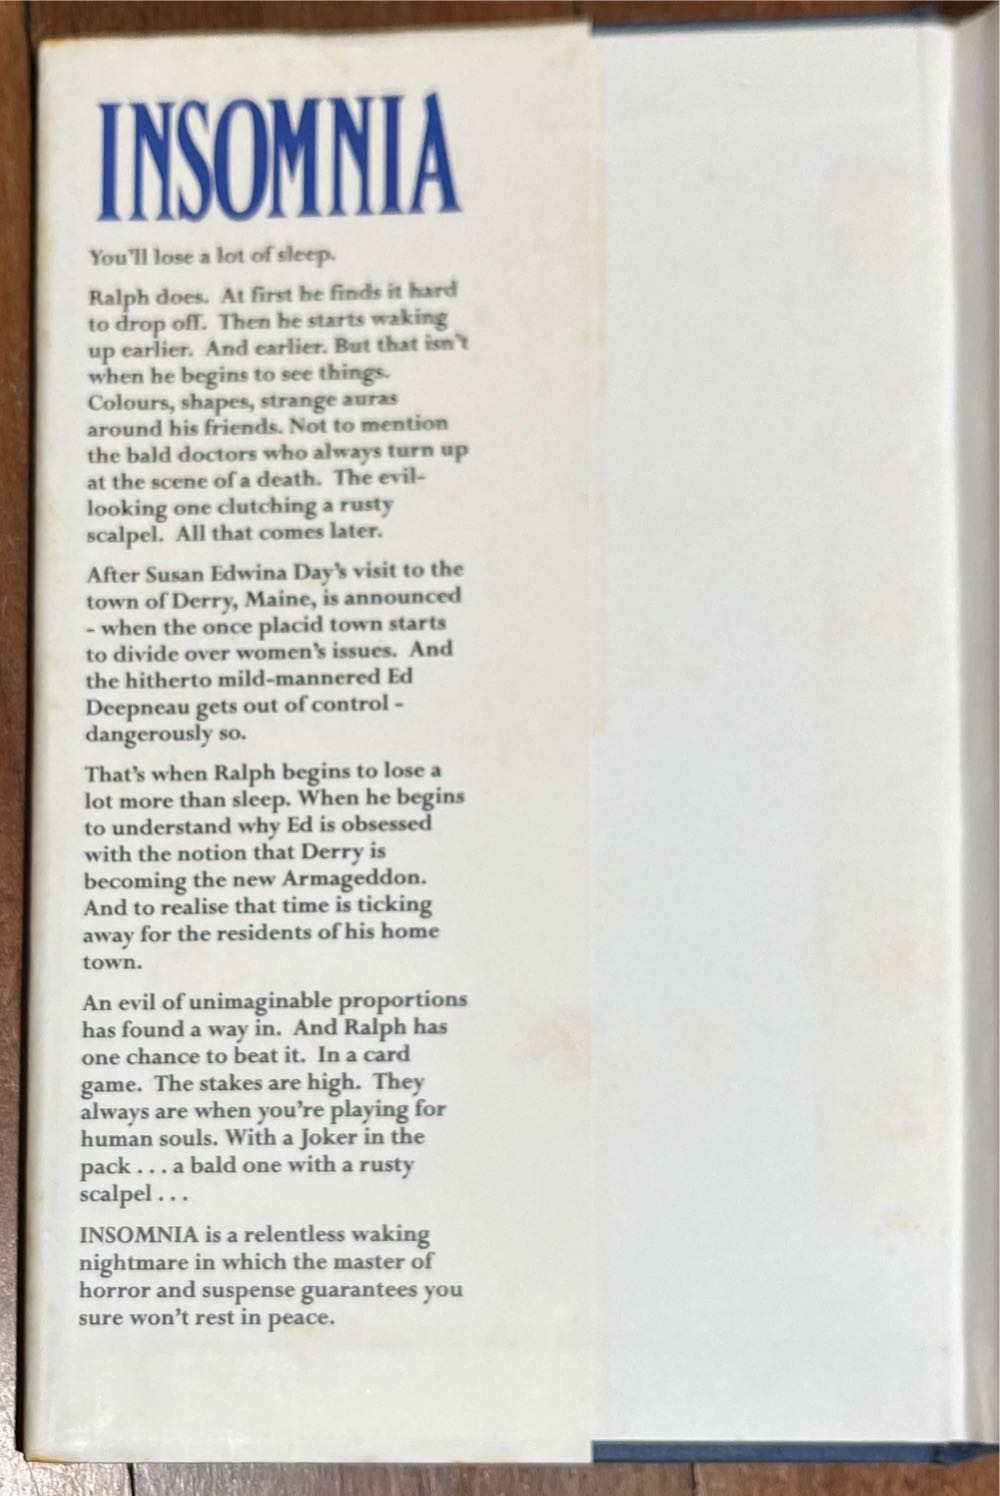 INSOMNIA
You'll lose a lot of sleep.
Ralph does. At first he finds it hard
to drop off. Then he starts waking
up earlier. And earlier. But that isn't
when he begins to see things.
Colours, shapes, strange auras
around his friends. Not to mention
the bald doctors who always turn up
at the scene of a death. The evil-
looking one clutching a rusty
scalpel. All that comes later.
After Susan Edwina Day's visit to the
town of Derry, Maine, is announced
- when the once placid town starts
to divide over women's issues. And
the hitherto mild-mannered Ed
Deepneau gets out of control -
dangerously so.
That's when Ralph begins to lose a
lot more than sleep. When he begins
to understand why Ed is obsessed
with the notion that Derry is
becoming the new Armageddon.
And to realise that time is ticking
away for the residents of his home
town.
An evil of unimaginable proportions
has found a way in. And Ralph has
one chance to beat it. In a card
game. The stakes are high. They
always are when you're playing for
human souls. With a Joker in the
pack . . . a bald one with a rusty
scalpel . . .
INSOMNIA is a relentless waking
nightmare in which the master of
horror and suspense guarantees you
sure won't rest in peace.